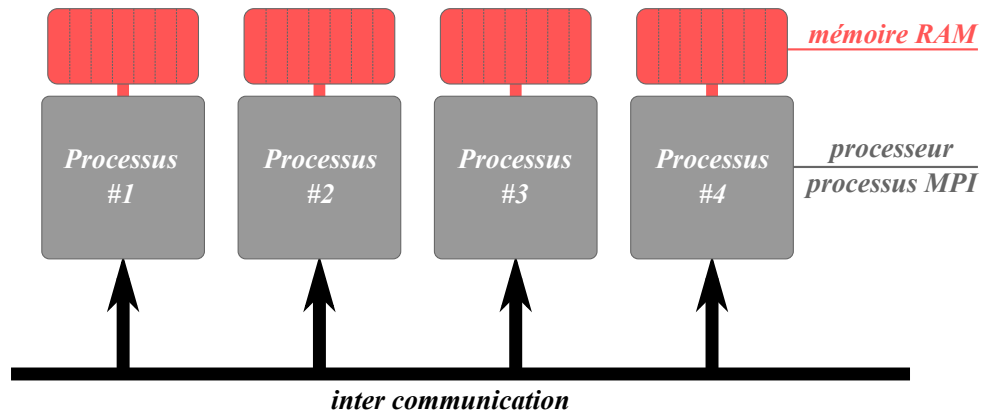 mémoire RAM
Processus
#1
Processus
#2
Processus
#3
Processus
#4
processeur
processus MPI
inter communication